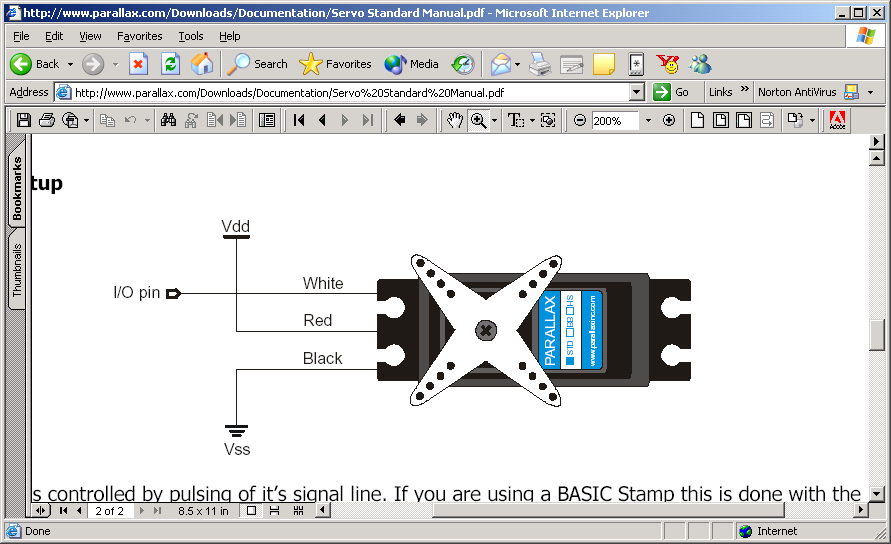 http://www.parallax.com/Downloads/Documentation/Servo Standard Manual.pdf - Microsoft Internet Explorer
File Edit View Favorites Tools Help
Back Search Favorites Media
Address http://www.parallax.com/Downloads/Documentation/Servo%20Standard%20Manual.pdf Go Links » Norton AntiVirus
200% Adobe
Bookmarks
Thumbnails
tup
Vdd
I/O pin
White
Red
Black
Vss
PARALLAX
STD BB HS
www.parallaxinc.com
s controlled by pulsing of it's signal line. If you are using a BASIC Stamp this is done with the
2 of 2 8.5 x 11 in
Done Internet